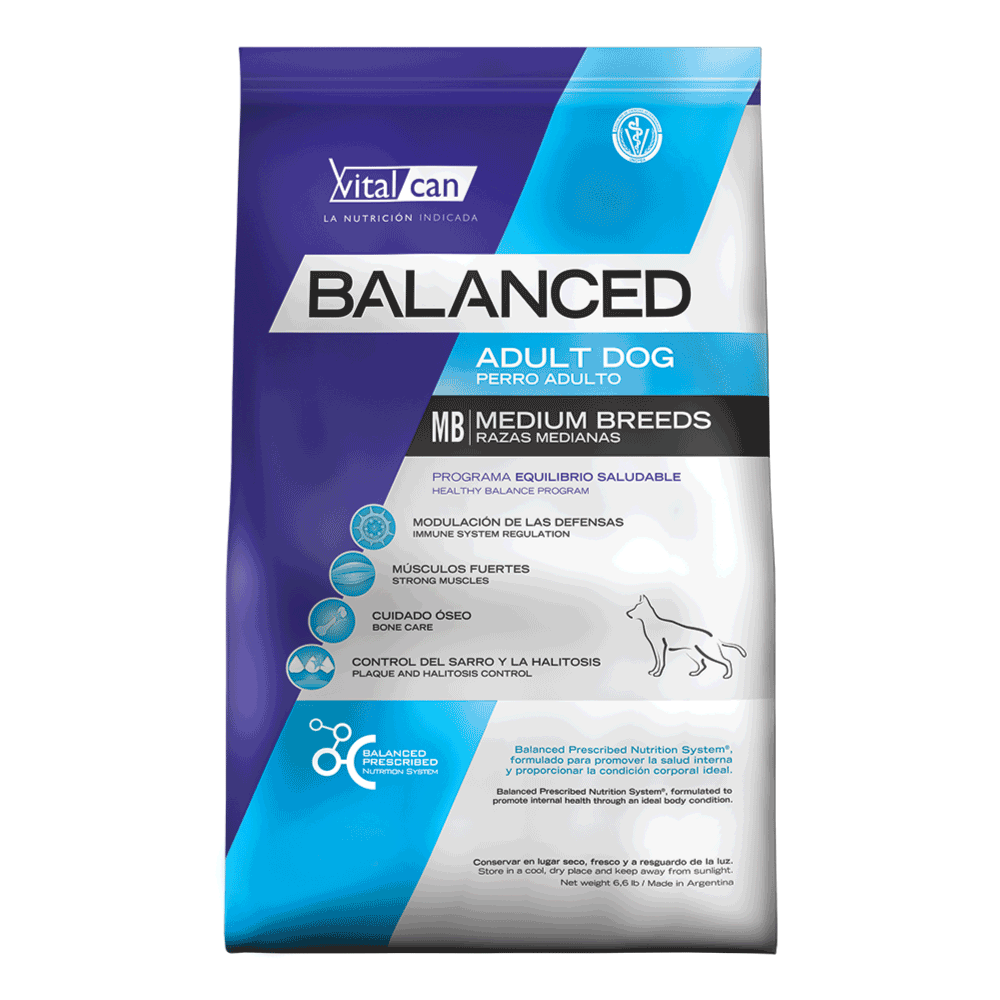 Vital can
LA NUTRICIÓN INDICADA
BALANCED
ADULT DOG
PERRO ADULTO
MB MEDIUM BREEDS
RAZAS MEDIANAS
PROGRAMA EQUILIBRIO SALUDABLE
HEALTHY BALANCE PROGRAM
MODULACIÓN DE LAS DEFENSAS
IMMUNE SYSTEM REGULATION
MÚSCULOS FUERTES
STRONG MUSCLES
CUIDADO ÓSEO
BONE CARE
CONTROL DEL SARRO Y LA HALITOSIS
PLAQUE AND HALITOSIS CONTROL
BALANCED
PRESCRIBED
NUTRITION SYSTEM
Balanced Prescribed Nutrition System®,
formulado para promover la salud interna
y proporcionar la condición corporal ideal.
Balanced Prescribed Nutrition System®, formulated to
promote internal health through an ideal body condition.
Conservar en lugar seco, fresco y a resguardo de la luz.
Store in a cool, dry place and keep away from sunlight.
Net weight 6,6 lb / Made in Argentina